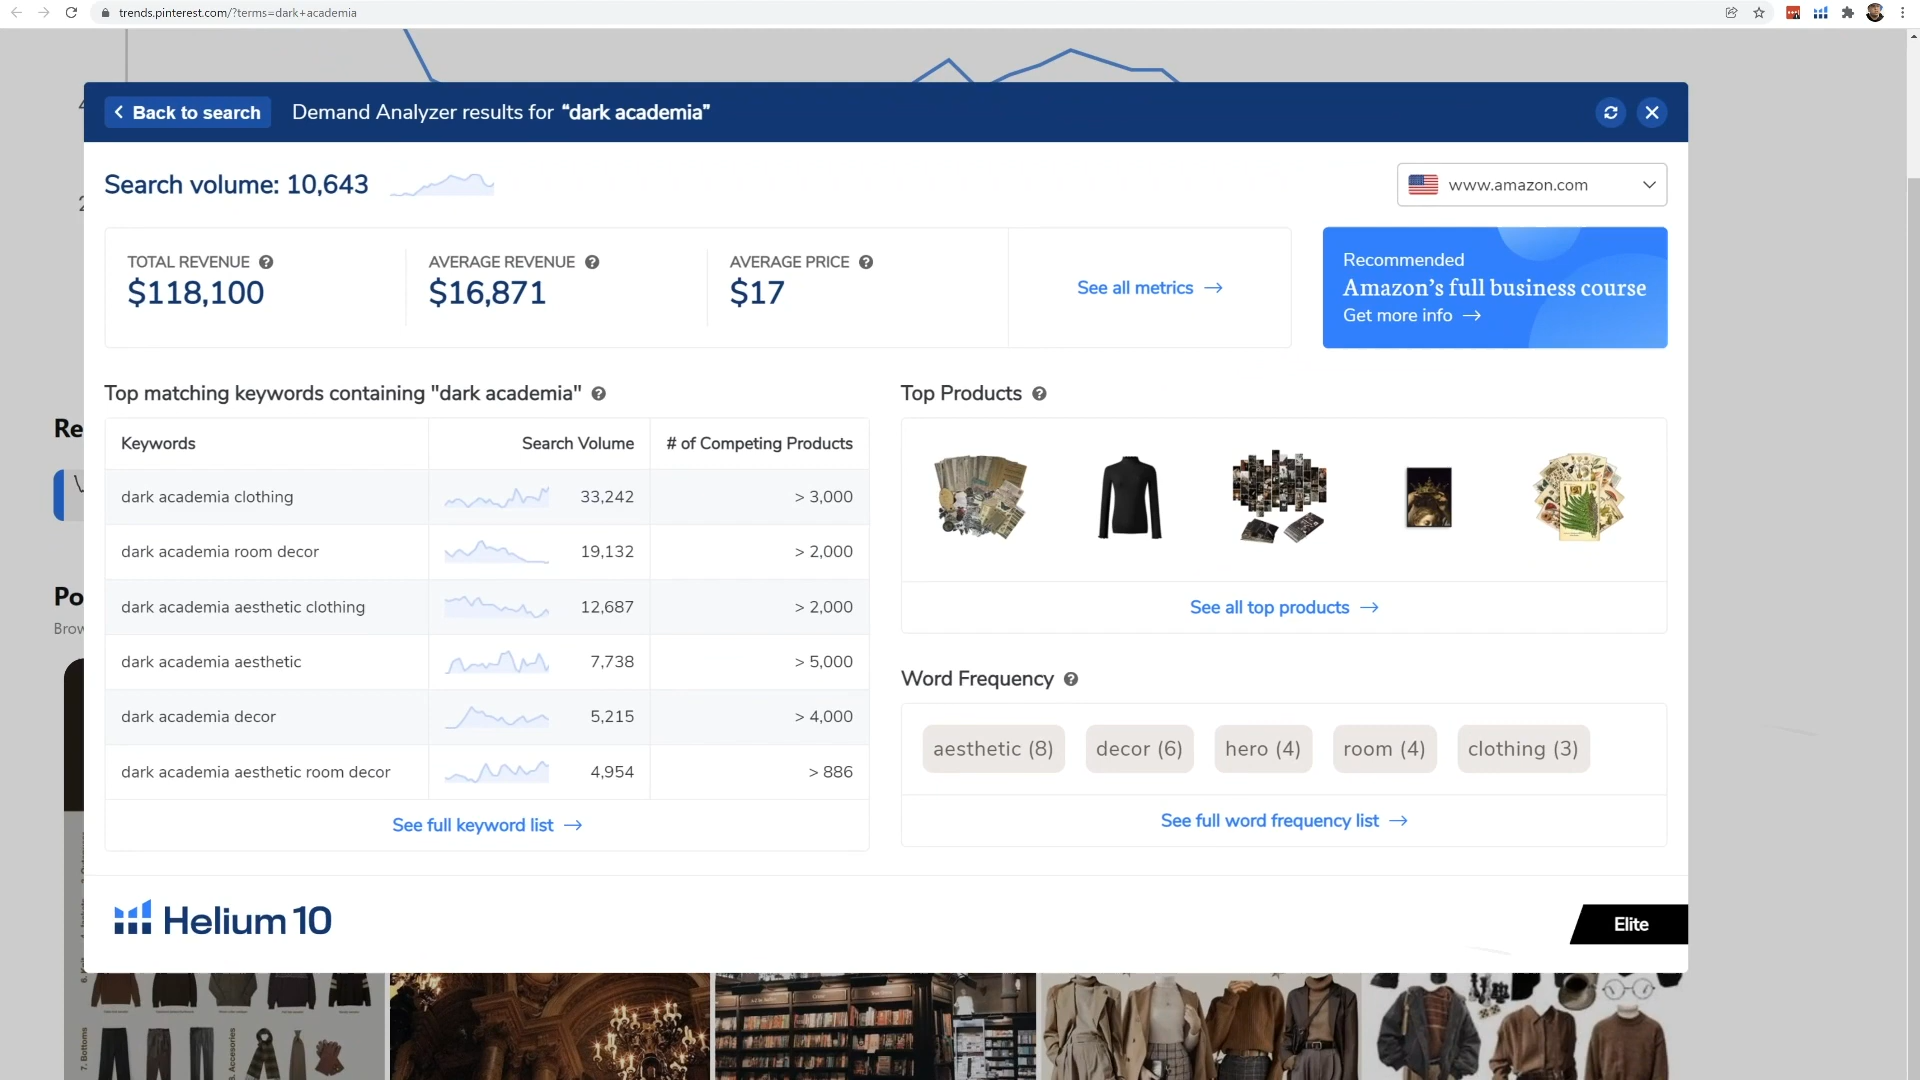 trends.pinterest.com/?terms=dark+academia
Back to search
Demand Analyzer results for “dark academia”
Search volume: 10,643
www.amazon.com
TOTAL REVENUE
$118,100
AVERAGE REVENUE
$16,871
AVERAGE PRICE
$17
See all metrics
Recommended
Amazon’s full business course
Get more info
Top matching keywords containing "dark academia"
Keywords Search Volume # of Competing Products
dark academia clothing 33,242 > 3,000
dark academia room decor 19,132 > 2,000
dark academia aesthetic clothing 12,687 > 2,000
dark academia aesthetic 7,738 > 5,000
dark academia decor 5,215 > 4,000
dark academia aesthetic room decor 4,954 > 886
See full keyword list
Top Products
See all top products
Word Frequency
aesthetic (8) decor (6) hero (4) room (4) clothing (3)
See full word frequency list
Helium 10
Elite
Re
Po
Brow
7. Bottoms